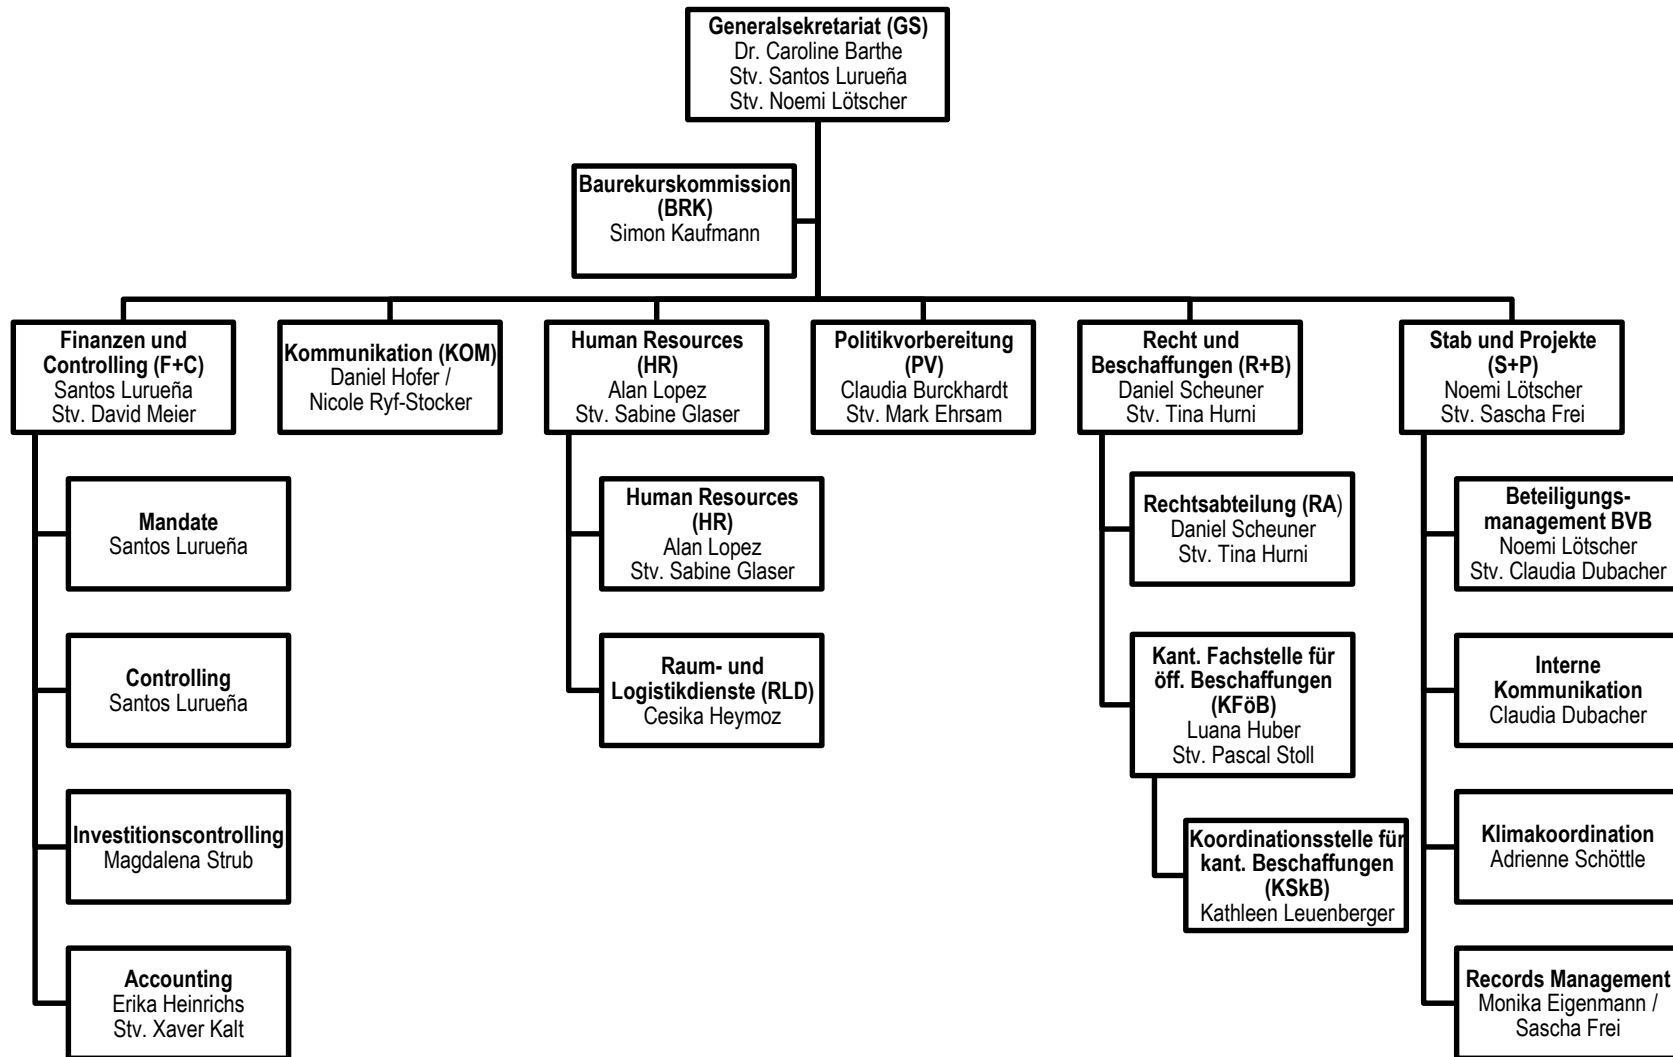 Generalsekretariat (GS)
Dr. Caroline Barthe
Stv. Santos Lurueña
Stv. Noemi Lötscher
Baurekurskommission
(BRK)
Simon Kaufmann
Finanzen und
Controlling (F+C)
Santos Lurueña
Stv. David Meier
Kommunikation (KOM)
Daniel Hofer /
Nicole Ryf-Stocker
Human Resources
(HR)
Alan Lopez
Stv. Sabine Glaser
Politikvorbereitung
(PV)
Claudia Burckhardt
Stv. Mark Ehrsam
Recht und
Beschaffungen (R+B)
Daniel Scheuner
Stv. Tina Hurni
Stab und Projekte
(S+P)
Noemi Lötscher
Stv. Sascha Frei
Mandate
Santos Lurueña
Controlling
Santos Lurueña
Investitionscontrolling
Magdalena Strub
Accounting
Erika Heinrichs
Stv. Xaver Kalt
Human Resources
(HR)
Alan Lopez
Stv. Sabine Glaser
Raum- und
Logistikdienste (RLD)
Cesika Heymoz
Rechtsabteilung (RA)
Daniel Scheuner
Stv. Tina Hurni
Kant. Fachstelle für
öff. Beschaffungen
(KFöB)
Luana Huber
Stv. Pascal Stoll
Koordinationsstelle für
kant. Beschaffungen
(KSkB)
Kathleen Leuenberger
Beteiligungs-
management BVB
Noemi Lötscher
Stv. Claudia Dubacher
Interne
Kommunikation
Claudia Dubacher
Klimakoordination
Adrienne Schöttle
Records Management
Monika Eigenmann /
Sascha Frei